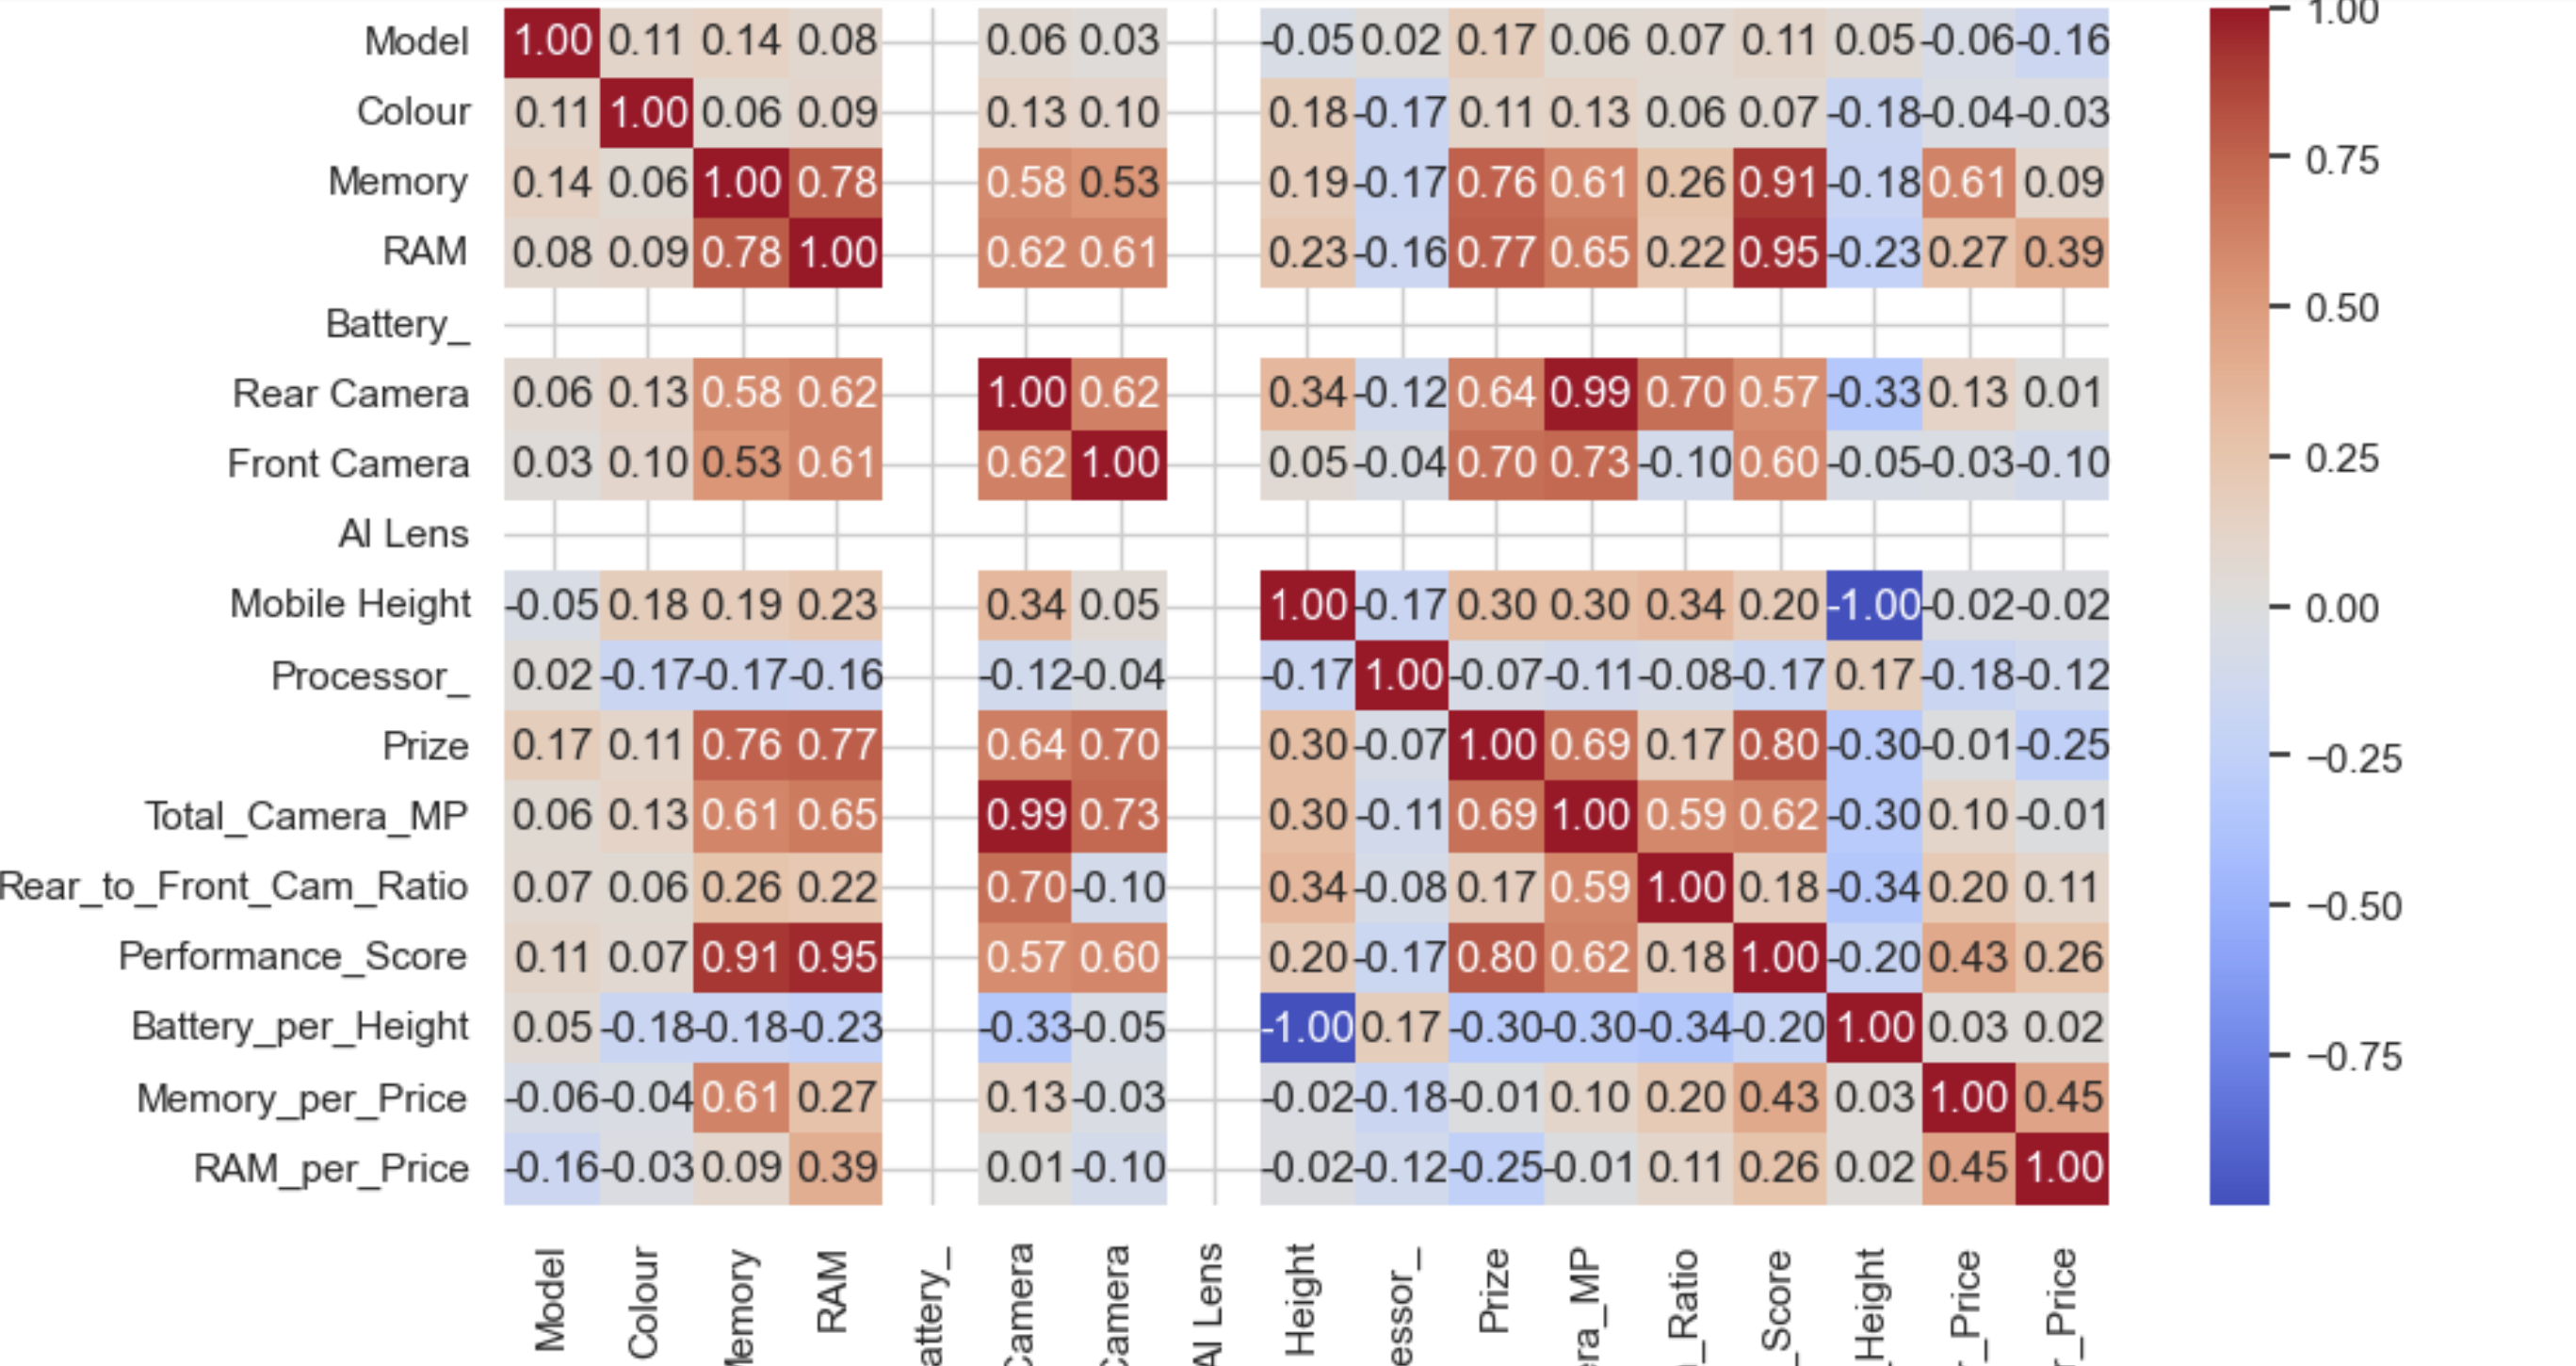 Model 1.00 0.11 0.14 0.08 0.06 0.03 -0.05 0.02 0.17 0.06 0.07 0.11 0.05 -0.06 -0.16
Colour 0.11 1.00 0.06 0.09 0.13 0.10 0.18 -0.17 0.11 0.13 0.06 0.07 -0.18 -0.04 -0.03
Memory 0.14 0.06 1.00 0.78 0.58 0.53 0.19 -0.17 0.76 0.61 0.26 0.91 -0.18 0.61 0.09
RAM 0.08 0.09 0.78 1.00 0.62 0.61 0.23 -0.16 0.77 0.65 0.22 0.95 -0.23 0.27 0.39
Battery_
Rear Camera 0.06 0.13 0.58 0.62 1.00 0.62 0.34 -0.12 0.64 0.99 0.70 0.57 -0.33 0.13 0.01
Front Camera 0.03 0.10 0.53 0.61 0.62 1.00 0.05 -0.04 0.70 0.73 -0.10 0.60 -0.05 -0.03 -0.10
AI Lens
Mobile Height -0.05 0.18 0.19 0.23 0.34 0.05 1.00 -0.17 0.30 0.30 0.34 0.20 -1.00 -0.02 -0.02
Processor_ 0.02 -0.17 -0.17 -0.16 -0.12 -0.04 -0.17 1.00 -0.07 -0.11 -0.08 -0.17 0.17 -0.18 -0.12
Prize 0.17 0.11 0.76 0.77 0.64 0.70 0.30 -0.07 1.00 0.69 0.17 0.80 -0.30 -0.01 -0.25
Total_Camera_MP 0.06 0.13 0.61 0.65 0.99 0.73 0.30 -0.11 0.69 1.00 0.59 0.62 -0.30 0.10 -0.01
Rear_to_Front_Cam_Ratio 0.07 0.06 0.26 0.22 0.70 -0.10 0.34 -0.08 0.17 0.59 1.00 0.18 -0.34 0.20 0.11
Performance_Score 0.11 0.07 0.91 0.95 0.57 0.60 0.20 -0.17 0.80 0.62 0.18 1.00 -0.20 0.43 0.26
Battery_per_Height 0.05 -0.18 -0.18 -0.23 -0.33 -0.05 -1.00 0.17 -0.30 -0.30 -0.34 -0.20 1.00 0.03 0.02
Memory_per_Price -0.06 -0.04 0.61 0.27 0.13 -0.03 -0.02 -0.18 -0.01 0.10 0.20 0.43 0.03 1.00 0.45
RAM_per_Price -0.16 -0.03 0.09 0.39 0.01 -0.10 -0.02 -0.12 -0.25 -0.01 0.11 0.26 0.02 0.45 1.00
Model
Colour
emory
RAM
attery_
Camera
Camera
AI Lens
Height
essor_
Prize
era_MP
_Ratio
_Score
_Height
_Price
r_Price
1.00
0.75
0.50
0.25
0.00
−0.25
−0.50
−0.75